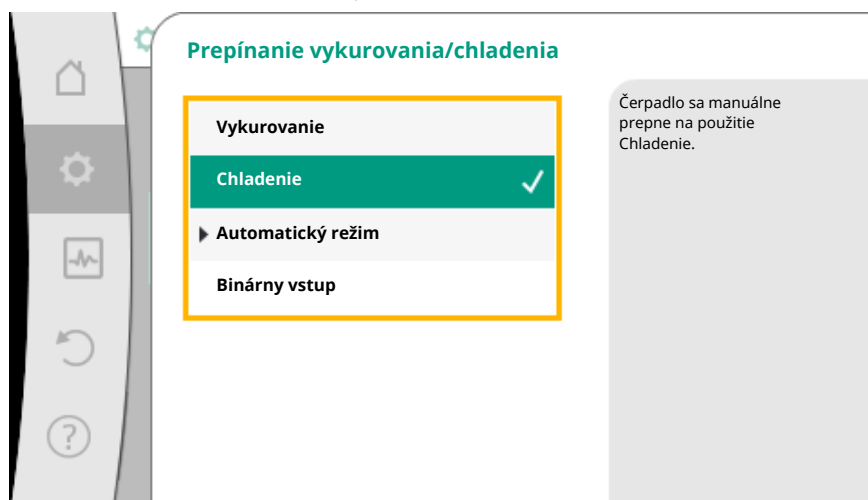 Prepínanie vykurovania/chladenia
Vykurovanie
Chladenie
Automatický režim
Binárny vstup
Čerpadlo sa manuálne
prepne na použitie
Chladenie.
?